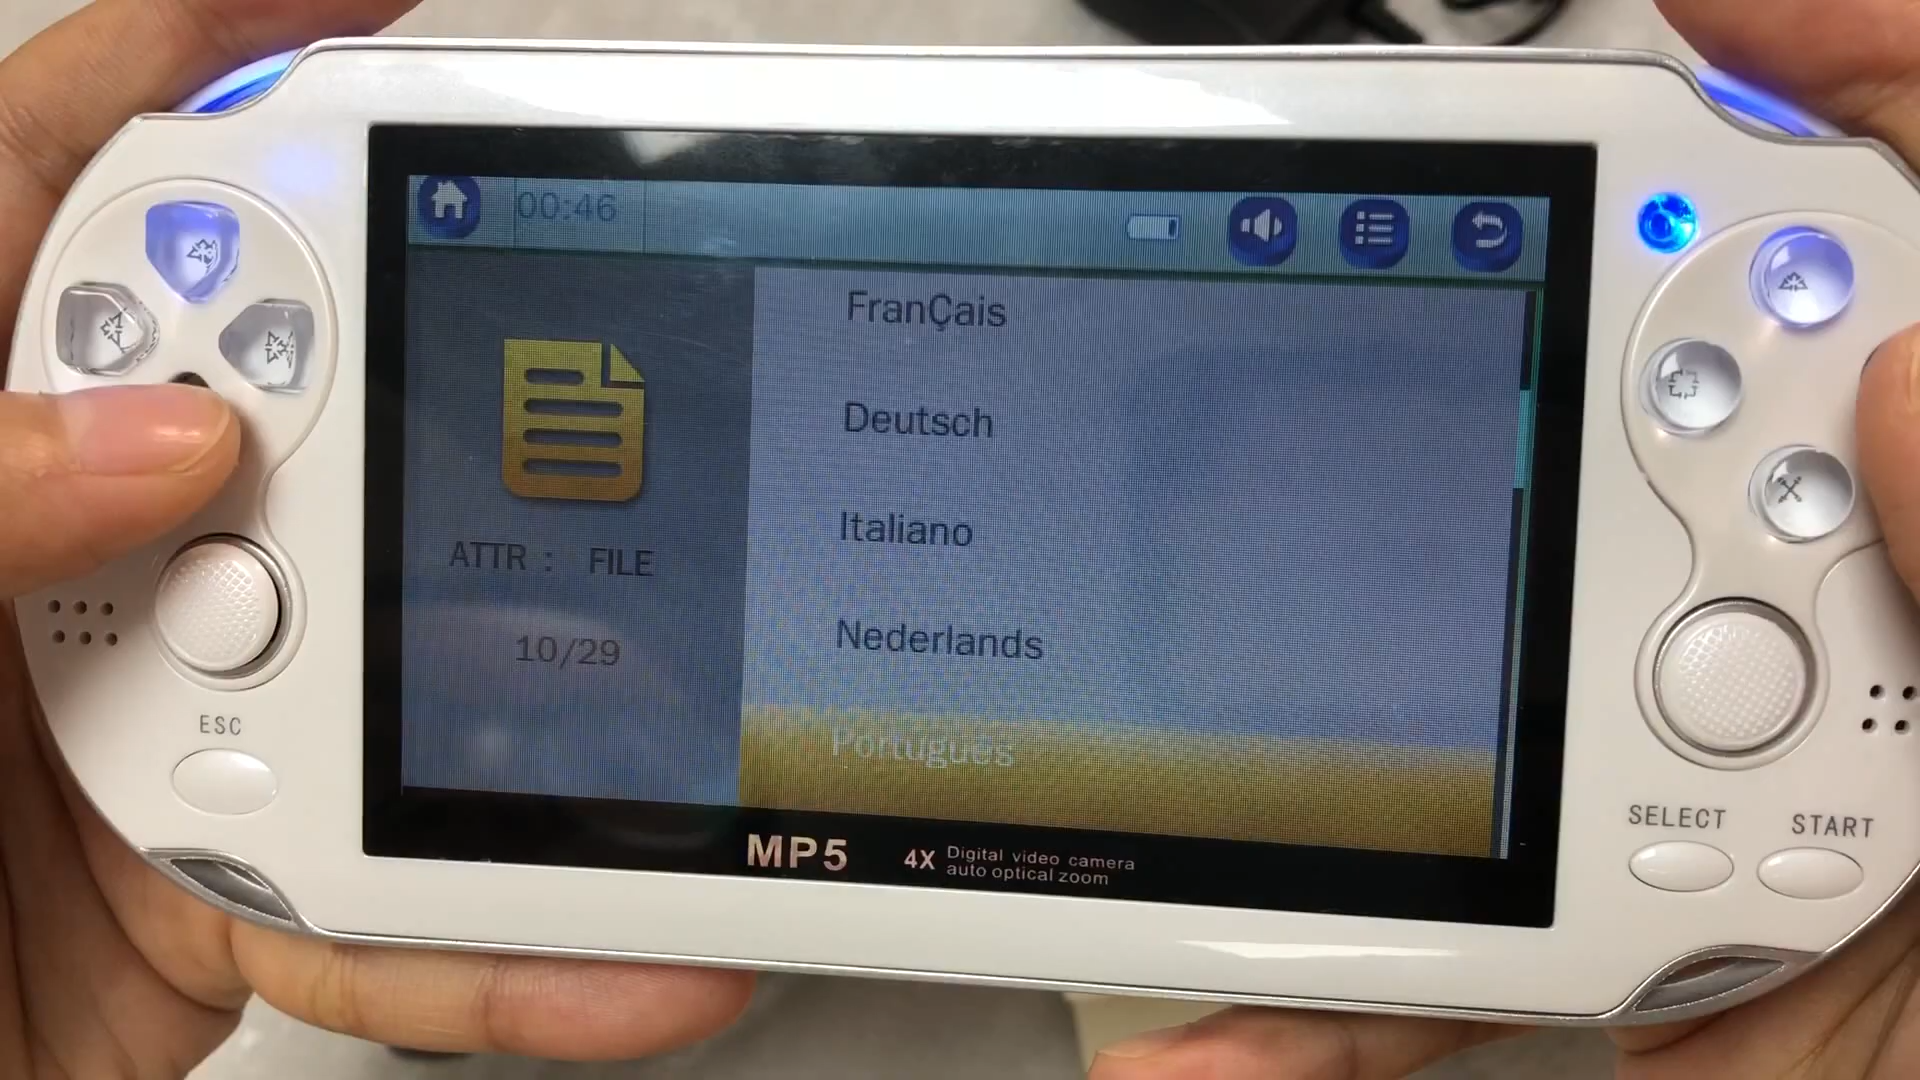 00:46
FranÇais
Deutsch
Italiano
Nederlands
Português
ATTR : FILE
10/29
ESC
SELECT
START
MP5
4X Digital video camera
auto optical zoom